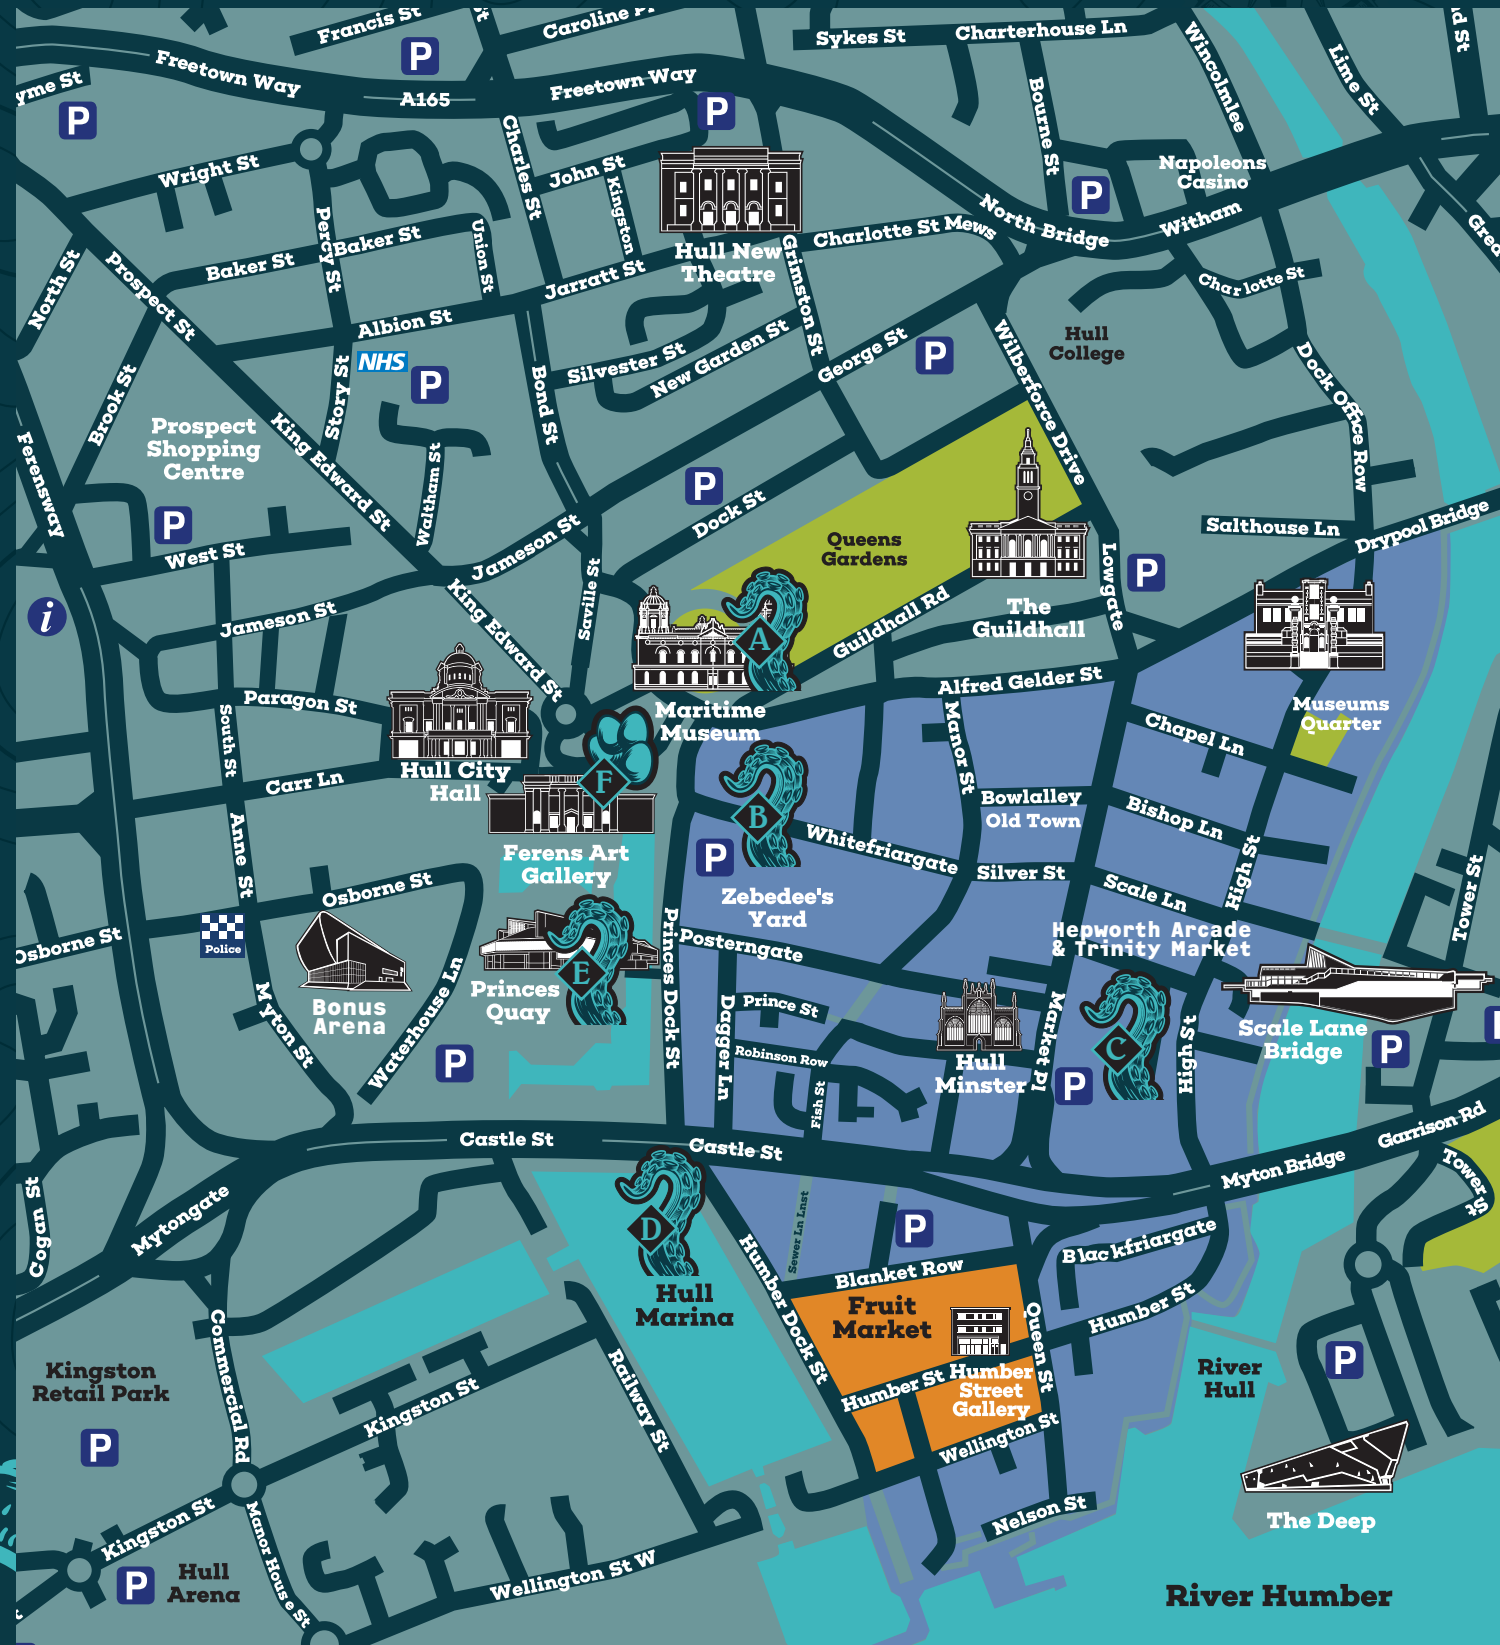 Francis St
Caroline Pl
Sykes St
Charterhouse Ln
Wincolmlee
Lime St
d St
St
P
Freetown Way
A165
Freetown Way
yme St
P
P
Charles St
Bourne St
Wright St
John St
Kingston
P
Napoleons
Casino
North Bridge
Witham
Percy St
Baker St
Baker St
Union St
Jarratt St
Hull New
Theatre
Grimston St
Charlotte St Mews
Charlotte St
North St
Prospect St
Albion St
NHS
P
Silvester St
New Garden St
George St
P
Wilberforce Drive
Hull
College
Dock Office Row
Brook St
Story St
Bond St
Prospect
Shopping
Centre
King Edward St
Waltham St
Ferensway
P
West St
Jameson St
P
Dock St
Queens
Gardens
Salthouse Ln
Drypool Bridge
Lowgate
P
i
Jameson St
King Edward St
Saville St
A
Guildhall Rd
The
Guildhall
Alfred Gelder St
Museums
Quarter
Paragon St
South St
Maritime
Museum
Manor St
Chapel Ln
Hull City
Hall
F
Carr Ln
B
Bowlalley
Old Town
Bishop Ln
Anne St
Whitefriargate
Silver St
Scale Ln
High St
Ferens Art
Gallery
P
Zebedee's
Yard
Osborne St
Osborne St
Police
Tower St
Princes Dock St
Posterngate
Hepworth Arcade
& Trinity Market
E
Princes
Quay
Bonus
Arena
Myton St
Waterhouse Ln
P
Dagger Ln
Prince St
Robinson Row
Fish St
Hull
Minster
Market Pl
P
C
High St
Scale Lane
Bridge
P
Castle St
Castle St
Garrison Rd
Myton Bridge
Tower St
Cogan St
Mytongate
D
Hull
Marina
Sewer Ln Lnst
P
Blackfriargate
Humber Dock St
Blanket Row
Fruit
Market
Queen St
Humber St
Humber St
Humber
Street
Gallery
Wellington St
Nelson St
River
Hull
P
The Deep
River Humber
Commercial Rd
Kingston
Retail Park
P
Kingston St
Railway St
Kingston St
Manor House St
Hull
Arena
P
Wellington St W